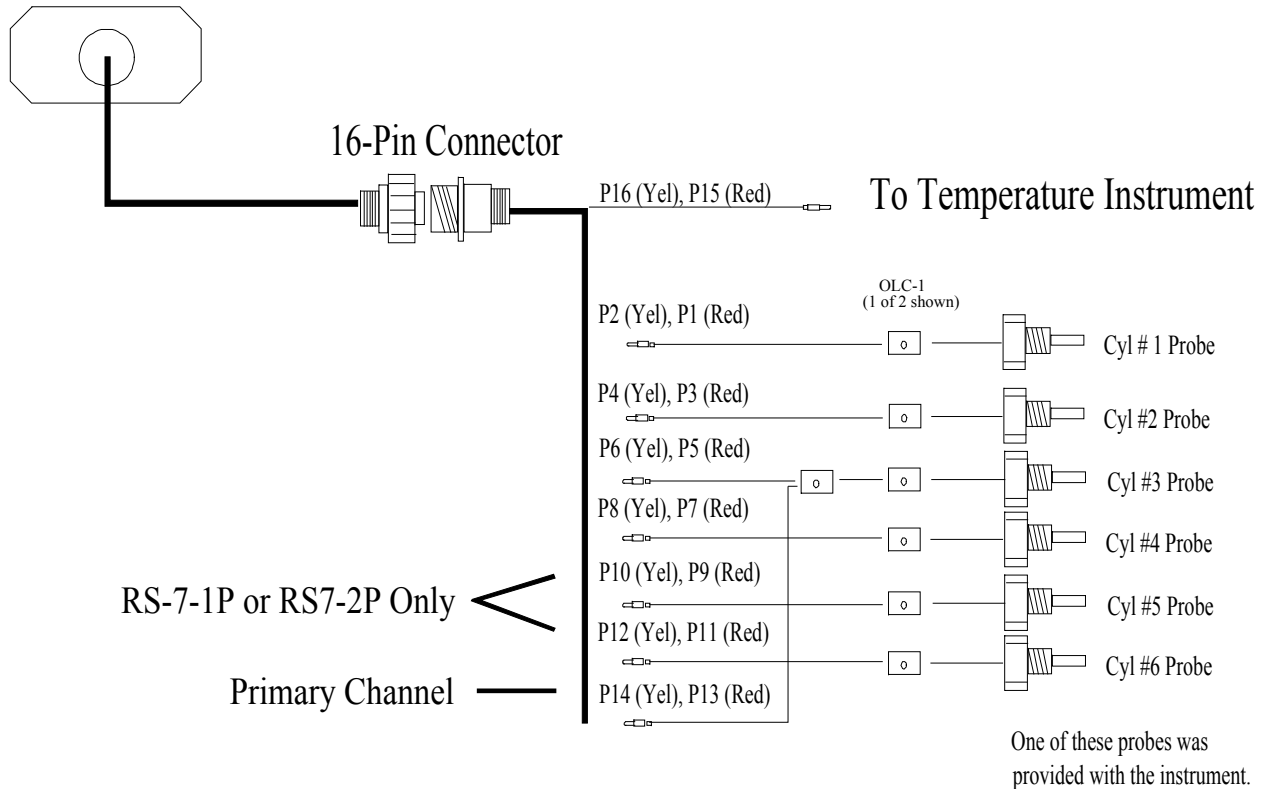 16-Pin Connector
P16 (Yel), P15 (Red)
To Temperature Instrument
OLC-1
(1 of 2 shown)
P2 (Yel), P1 (Red)
Cyl # 1 Probe
P4 (Yel), P3 (Red)
Cyl #2 Probe
P6 (Yel), P5 (Red)
Cyl #3 Probe
P8 (Yel), P7 (Red)
Cyl #4 Probe
P10 (Yel), P9 (Red)
RS-7-1P or RS7-2P Only
Cyl #5 Probe
P12 (Yel), P11 (Red)
Cyl #6 Probe
Primary Channel
P14 (Yel), P13 (Red)
One of these probes was
provided with the instrument.